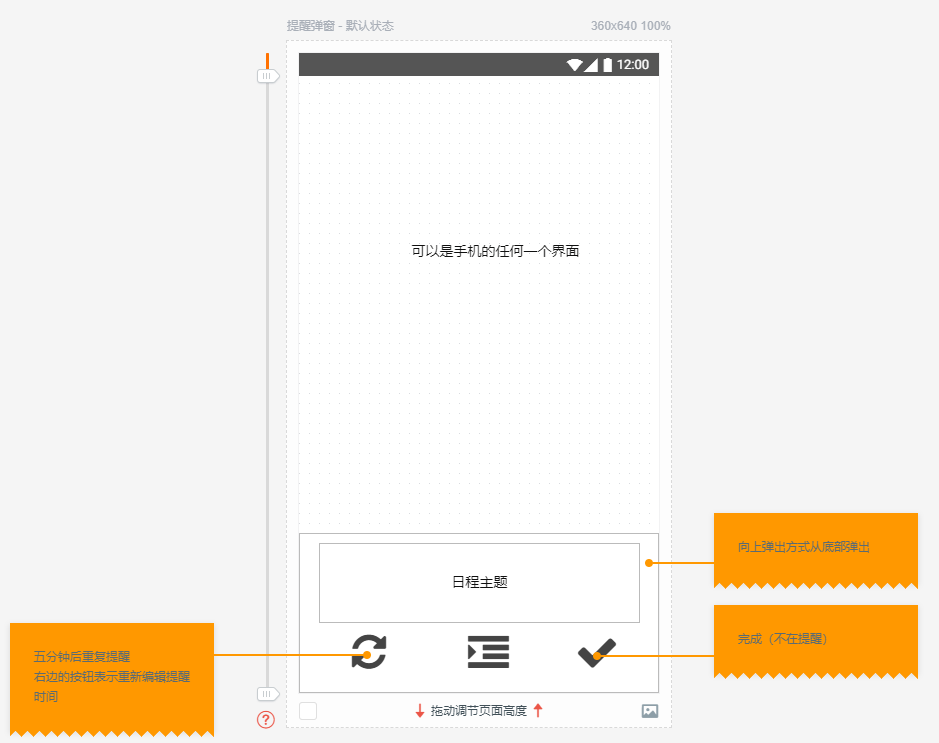 提醒弹窗 - 默认状态
360x640 100%
12:00
可以是手机的任何一个界面
向上弹出方式从底部弹出
日程主题
完成（不在提醒）
五分钟后重复提醒
右边的按钮表示重新编辑提醒
时间
拖动调节页面高度
?